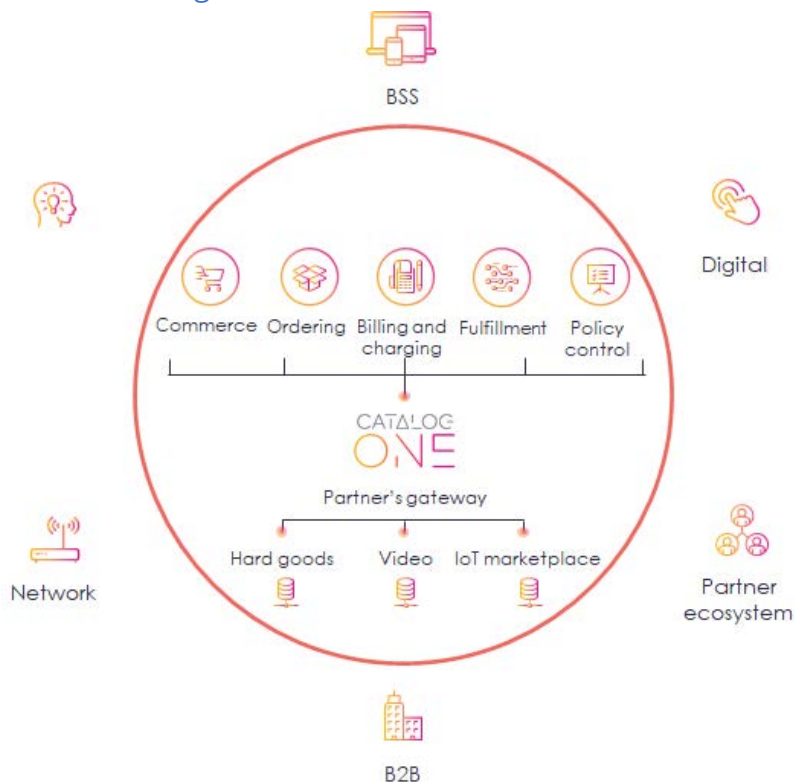 BSS
Digital
Commerce Ordering Billing and Fulfillment Policy
charging control
CATALOG
ONE
Partner's gateway
Hard goods Video IoT marketplace
Network
Partner
ecosystem
B2B